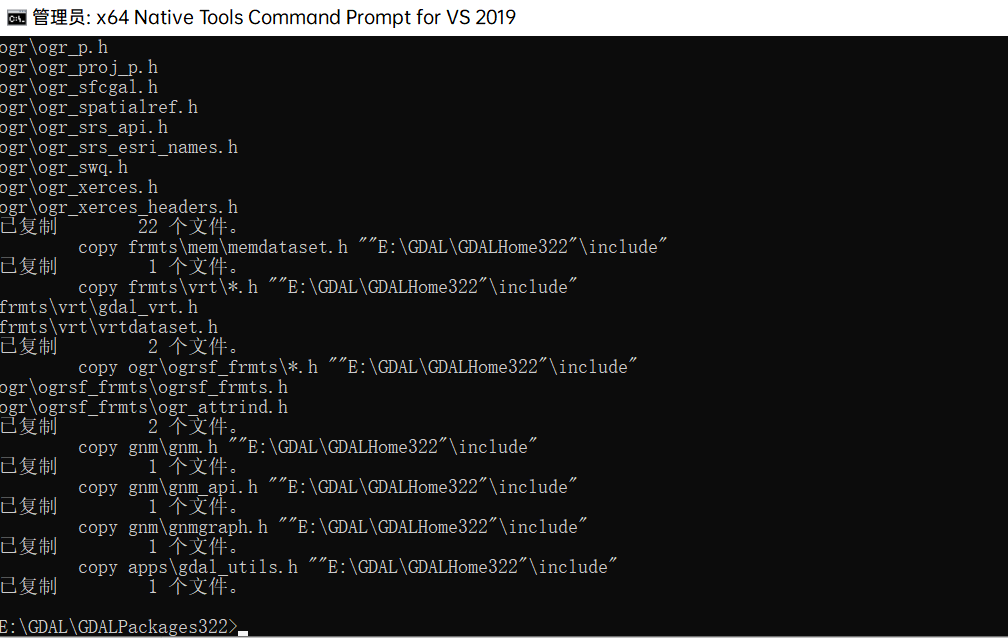 管理员: x64 Native Tools Command Prompt for VS 2019
ogr\ogr_p.h
ogr\ogr_proj_p.h
ogr\ogr_sfcgal.h
ogr\ogr_spatialref.h
ogr\ogr_srs_api.h
ogr\ogr_srs_esri_names.h
ogr\ogr_swq.h
ogr\ogr_xerces.h
ogr\ogr_xerces_headers.h
已复制         22 个文件。
        copy frmts\mem\memdataset.h ""E:\GDAL\GDALHome322"\include"
已复制         1 个文件。
        copy frmts\vrt\*.h ""E:\GDAL\GDALHome322"\include"
frmts\vrt\gdal_vrt.h
frmts\vrt\vrtdataset.h
已复制         2 个文件。
        copy ogr\ogrsf_frmts\*.h ""E:\GDAL\GDALHome322"\include"
ogr\ogrsf_frmts\ogrsf_frmts.h
ogr\ogrsf_frmts\ogr_attrind.h
已复制         2 个文件。
        copy gnm\gnm.h ""E:\GDAL\GDALHome322"\include"
已复制         1 个文件。
        copy gnm\gnm_api.h ""E:\GDAL\GDALHome322"\include"
已复制         1 个文件。
        copy gnm\gnmgraph.h ""E:\GDAL\GDALHome322"\include"
已复制         1 个文件。
        copy apps\gdal_utils.h ""E:\GDAL\GDALHome322"\include"
已复制         1 个文件。
E:\GDAL\GDALPackages322>